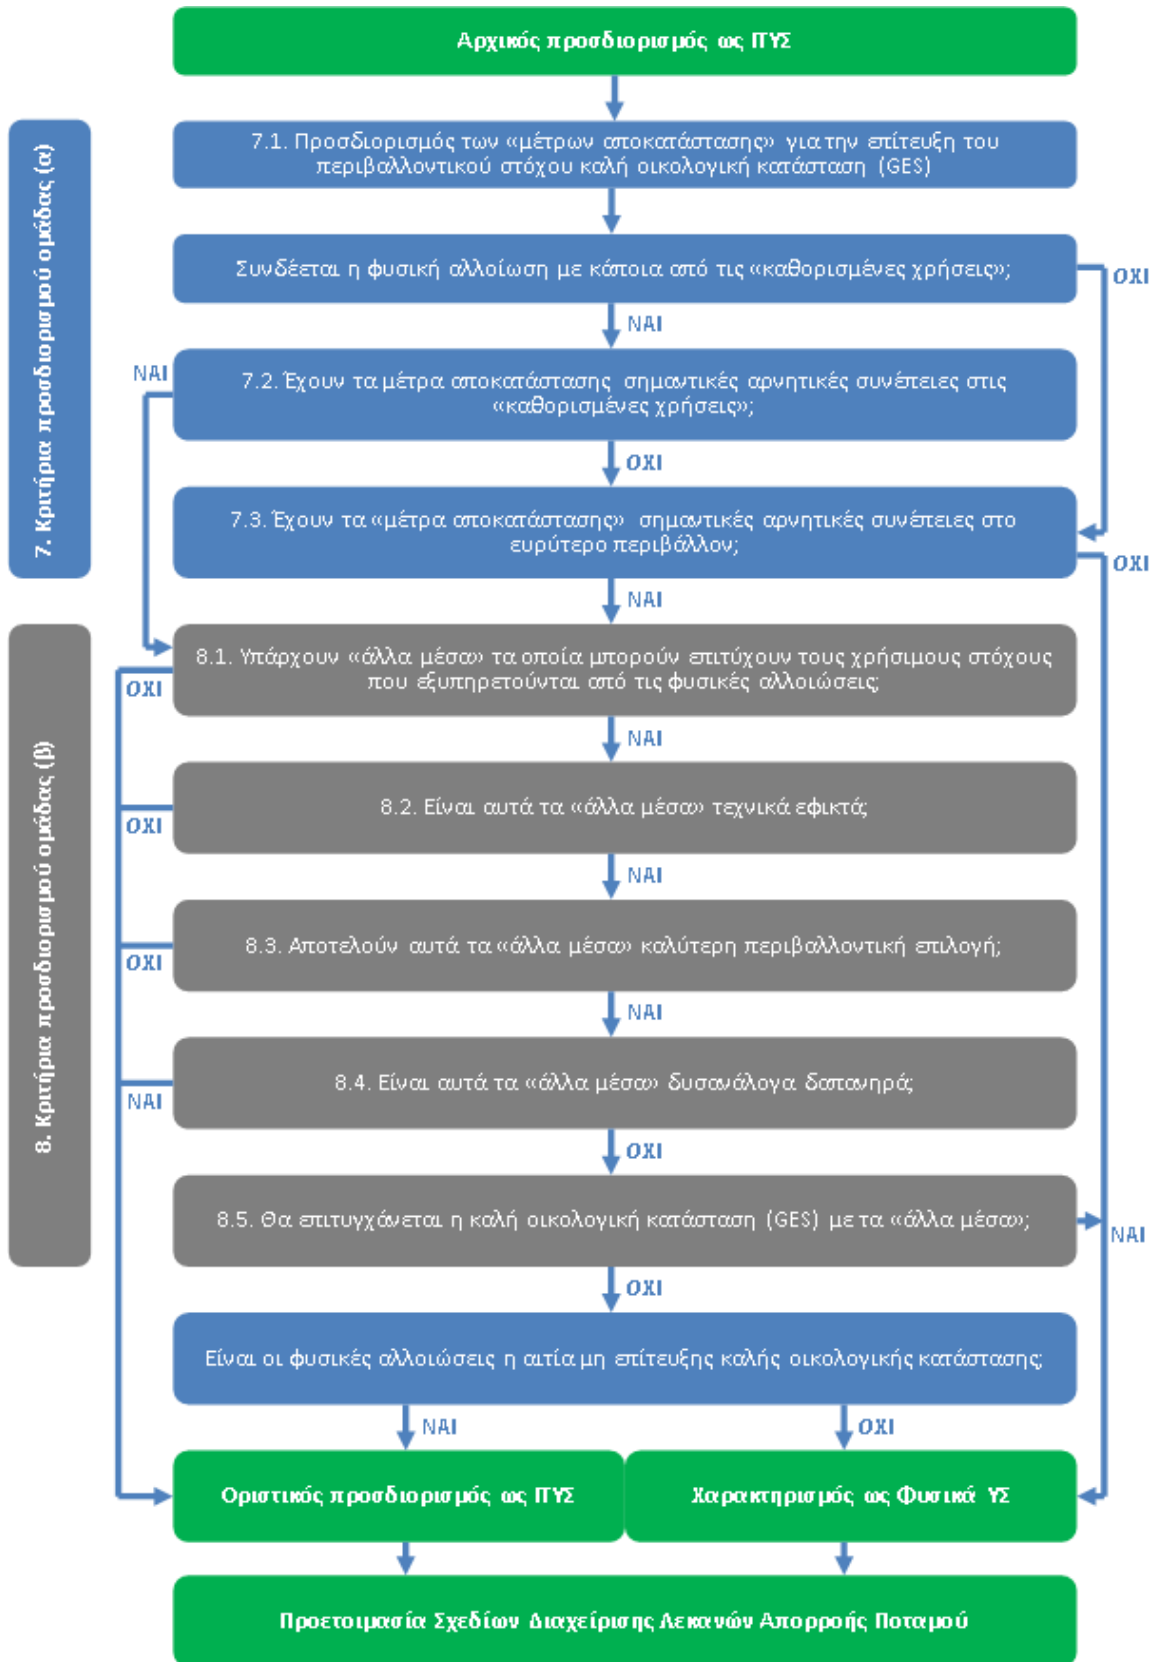 Αρχικός προσδιορισμός ως ΙΤΥΣ
7. Κριτήρια προσδιορισμού ομάδας (α)
7.1. Προσδιορισμός των «μέτρων αποκατάστασης» για την επίτευξη του
περιβαλλοντικού στόχου καλή οικολογική κατάσταση (GES)
Συνδέεται η φυσική αλλοίωση με κάποια από τις «καθορισμένες χρήσεις»;
ΟΧΙ
ΝΑΙ
ΝΑΙ
7.2. Έχουν τα μέτρα αποκατάστασης σημαντικές αρνητικές συνέπειες στις
«καθορισμένες χρήσεις»;
ΟΧΙ
7.3. Έχουν τα «μέτρα αποκατάστασης» σημαντικές αρνητικές συνέπειες στο
ευρύτερο περιβάλλον;
ΟΧΙ
ΝΑΙ
8. Κριτήρια προσδιορισμού ομάδας (β)
8.1. Υπάρχουν «άλλα μέσα» τα οποία μπορούν επιτύχουν τους χρήσιμους στόχους
που εξυπηρετούνται από τις φυσικές αλλοιώσεις;
ΟΧΙ
ΝΑΙ
8.2. Είναι αυτά τα «άλλα μέσα» τεχνικά εφικτά;
ΟΧΙ
ΝΑΙ
8.3. Αποτελούν αυτά τα «άλλα μέσα» καλύτερη περιβαλλοντική επιλογή;
ΟΧΙ
ΝΑΙ
8.4. Είναι αυτά τα «άλλα μέσα» δυσανάλογα δαπανηρά;
ΝΑΙ
ΟΧΙ
8.5. Θα επιτυγχάνεται η καλή οικολογική κατάσταση (GES) με τα «άλλα μέσα»;
ΝΑΙ
ΟΧΙ
Είναι οι φυσικές αλλοιώσεις η αιτία μη επίτευξης καλής οικολογικής κατάστασης;
ΝΑΙ
ΟΧΙ
Οριστικός προσδιορισμός ως ΙΤΥΣ
Χαρακτηρισμός ως Φυσικά ΥΣ
Προετοιμασία Σχεδίων Διαχείρισης Λεκανών Απορροής Ποταμού